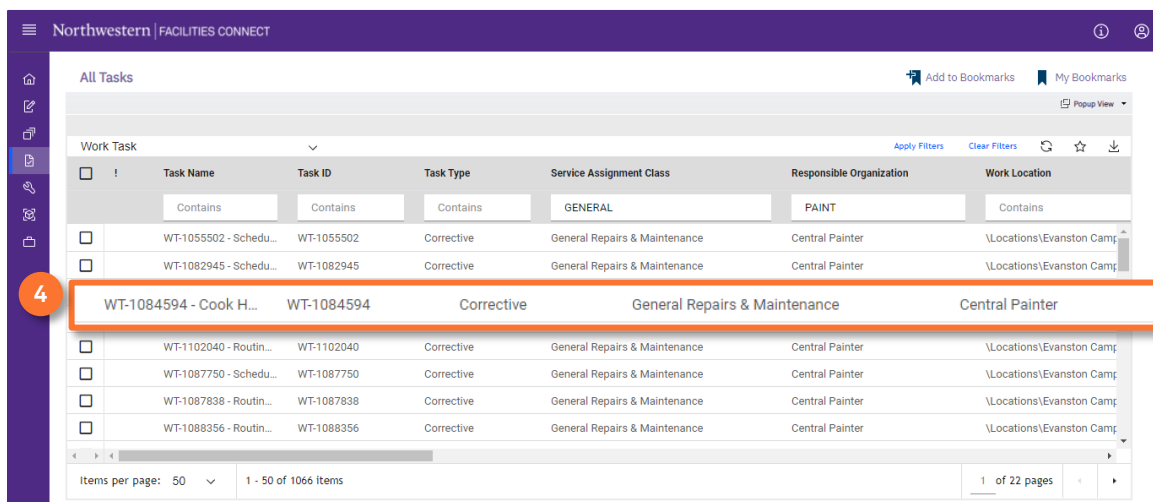 Northwestern | FACILITIES CONNECT
All Tasks
Add to Bookmarks My Bookmarks
Popup View
Work Task Apply Filters Clear Filters
! Task Name Task ID Task Type Service Assignment Class Responsible Organization Work Location
Contains Contains Contains GENERAL PAINT Contains
WT-1055502 - Schedu... WT-1055502 Corrective General Repairs & Maintenance Central Painter \Locations\Evanston Camp
WT-1082945 - Schedu... WT-1082945 Corrective General Repairs & Maintenance Central Painter \Locations\Evanston Camp
4 WT-1084594 - Cook H... WT-1084594 Corrective General Repairs & Maintenance Central Painter
WT-1102040 - Routin... WT-1102040 Corrective General Repairs & Maintenance Central Painter \Locations\Evanston Camp
WT-1087750 - Schedu... WT-1087750 Corrective General Repairs & Maintenance Central Painter \Locations\Evanston Camp
WT-1087838 - Routin... WT-1087838 Corrective General Repairs & Maintenance Central Painter \Locations\Evanston Camp
WT-1088356 - Routin... WT-1088356 Corrective General Repairs & Maintenance Central Painter \Locations\Evanston Camp
Items per page: 50 1 - 50 of 1066 items 1 of 22 pages